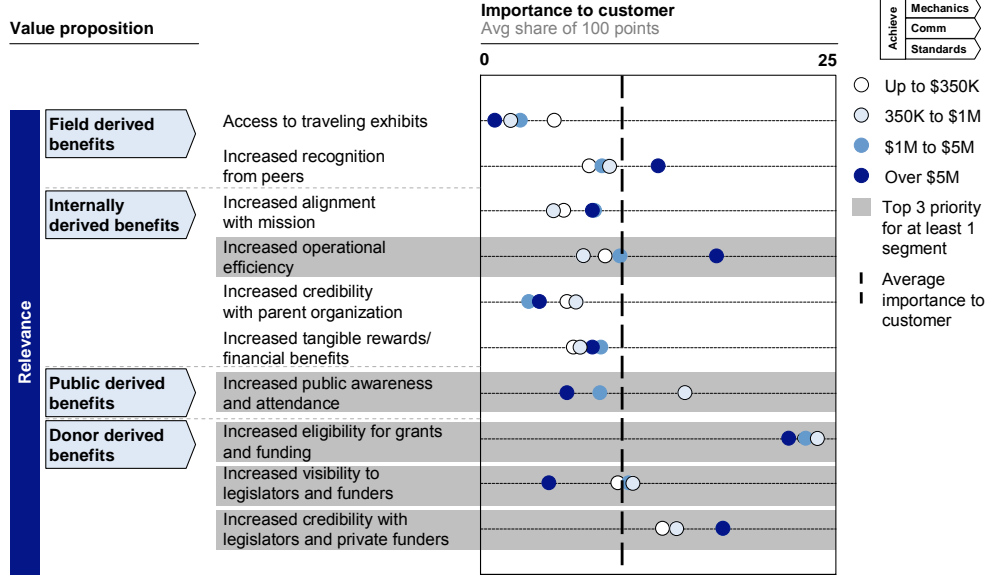 Value proposition
Importance to customer
Avg share of 100 points
0
25
Achieve
Mechanics
Comm
Standards
Up to $350K
350K to $1M
$1M to $5M
Over $5M
Top 3 priority
for at least 1
segment
Average
importance to
customer
Relevance
Field derived
benefits
Access to traveling exhibits
Increased recognition
from peers
Internally
derived benefits
Increased alignment
with mission
Increased operational
efficiency
Increased credibility
with parent organization
Increased tangible rewards/
financial benefits
Public derived
benefits
Increased public awareness
and attendance
Donor derived
benefits
Increased eligibility for grants
and funding
Increased visibility to
legislators and funders
Increased credibility with
legislators and private funders